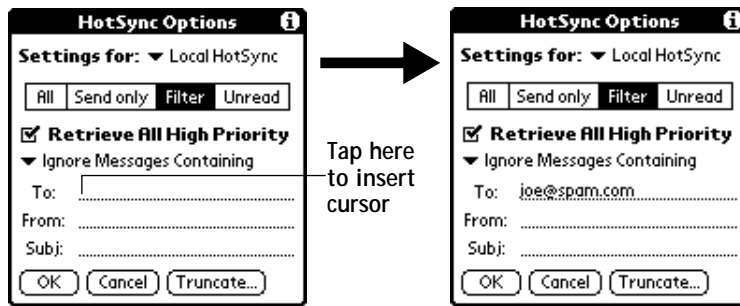 HotSync Options i
Settings for: Local HotSync
All Send only Filter Unread
Retrieve All High Priority
Ignore Messages Containing
To:
From:
Subj:
OK Cancel Truncate...
Tap here
to insert
cursor
HotSync Options i
Settings for: Local HotSync
All Send only Filter Unread
Retrieve All High Priority
Ignore Messages Containing
To: joe@spam.com
From:
Subj:
OK Cancel Truncate...